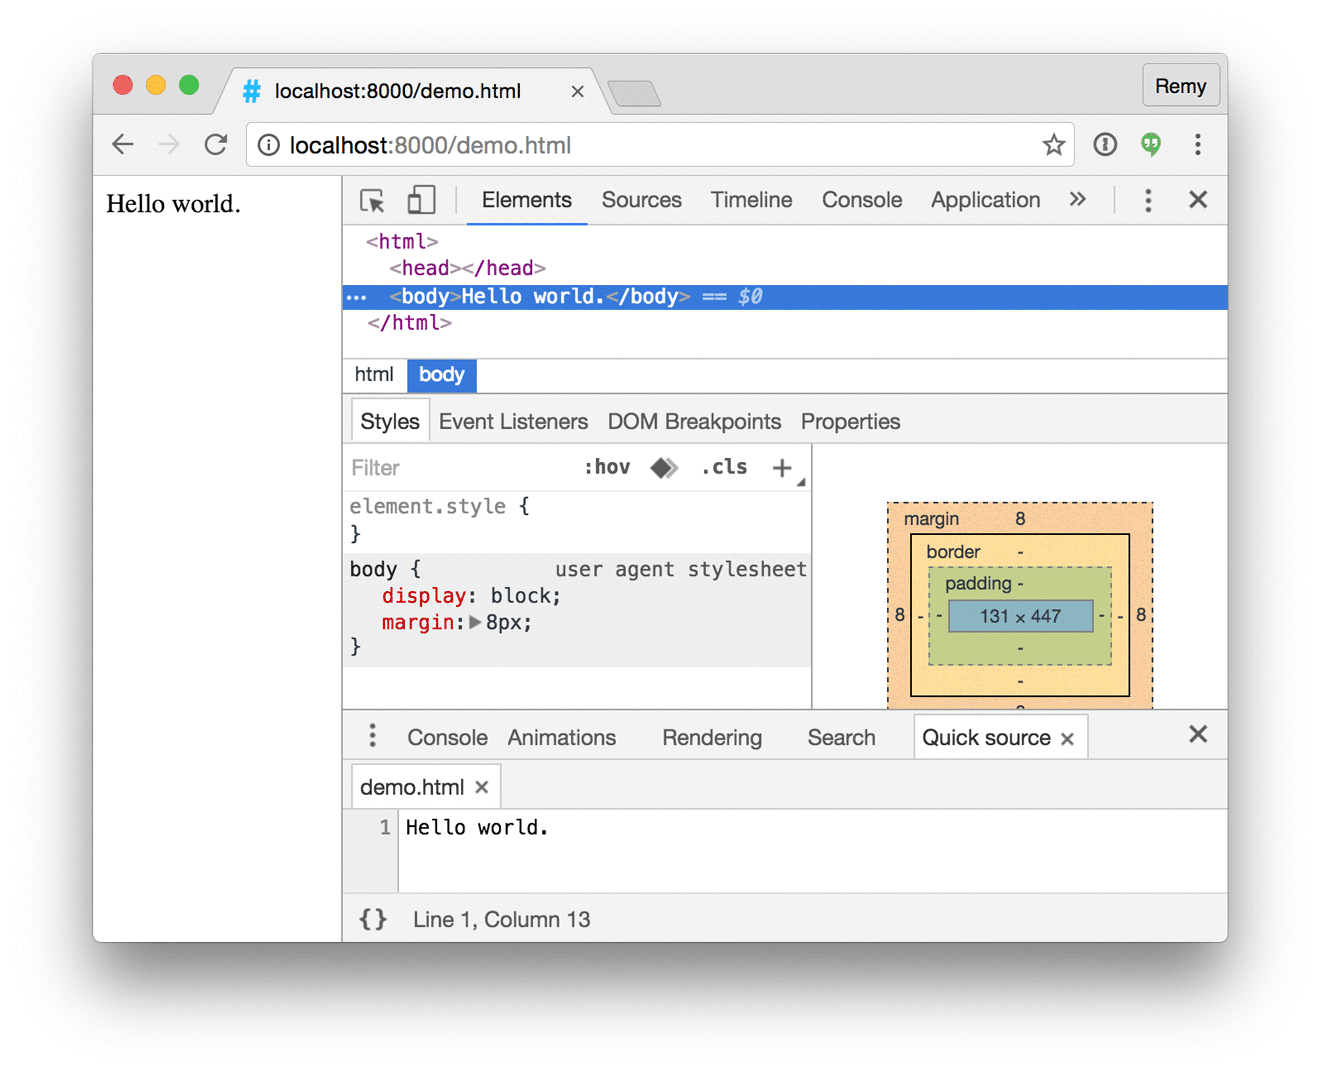 localhost:8000/demo.html
Remy
localhost:8000/demo.html
Hello world.
Elements Sources Timeline Console Application
<html>
<head></head>
<body>Hello world.</body> == $0
</html>
html body
Styles Event Listeners DOM Breakpoints Properties
Filter :hov .cls +
element.style {
}
body { user agent stylesheet
display: block;
margin: 8px;
}
margin 8
border -
padding -
8 - - 131 × 447 - - 8
-
-
Console Animations Rendering Search Quick source
demo.html
1 Hello world.
{} Line 1, Column 13